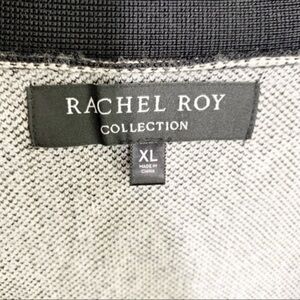 RACHEL ROY
COLLECTION
XL
MADE IN
CHINA